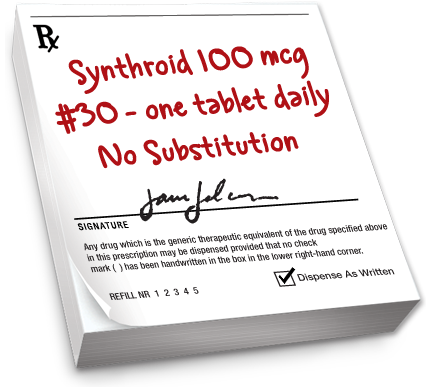 Rx
Synthroid 100 mcg
#30 - one tablet daily
No Substitution
SIGNATURE
Any drug which is the generic therapeutic equivalent of the drug specified above
in this prescription may be dispensed provided that no check
mark ( ) has been handwritten in the box in the lower right-hand corner.
Dispense As Written
REFILL NR 1 2 3 4 5